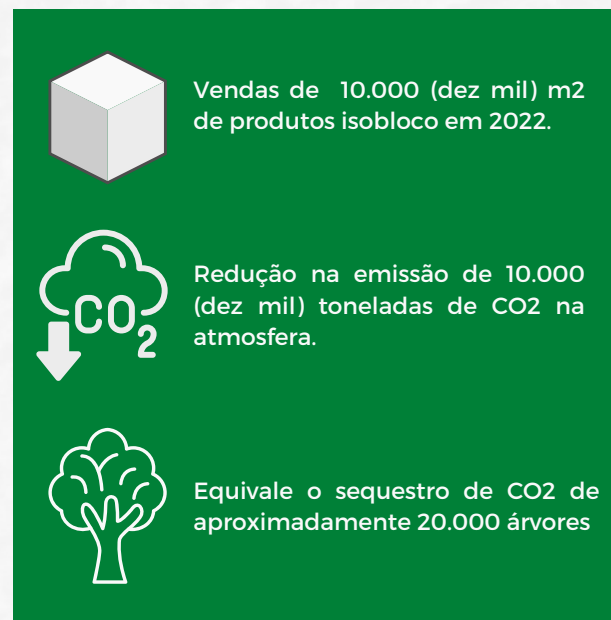 Vendas de 10.000 (dez mil) m2
de produtos isobloco em 2022.
CO2
Redução na emissão de 10.000
(dez mil) toneladas de CO2 na
atmosfera.
Equivale o sequestro de CO2 de
aproximadamente 20.000 árvores